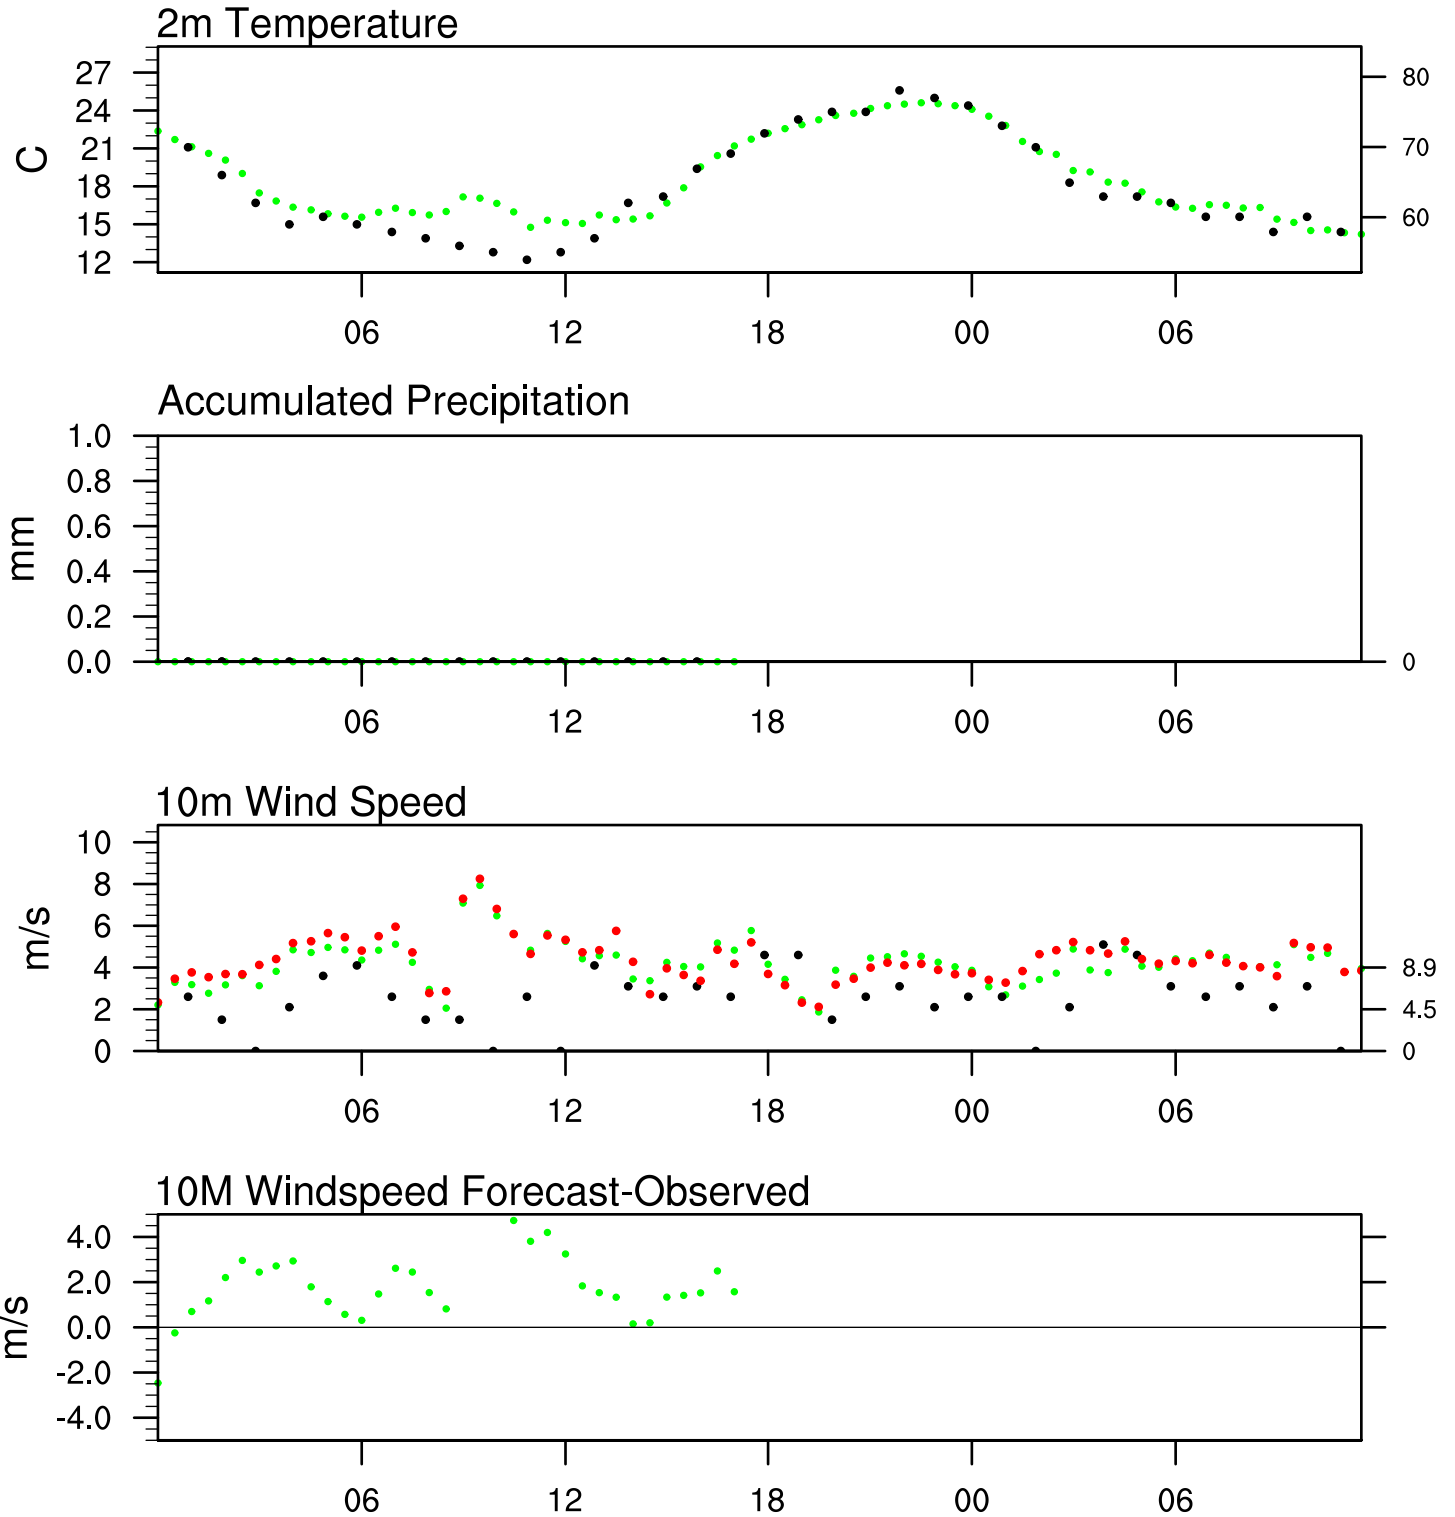 2m Temperature
27
24
21
18
15
12
C
80
70
60
06 12 18 00 06
Accumulated Precipitation
1.0
0.8
0.6
0.4
0.2
0.0
mm
0
06 12 18 00 06
10m Wind Speed
10
8
6
4
2
0
m/s
8.9
4.5
0
06 12 18 00 06
10M Windspeed Forecast-Observed
4.0
2.0
0.0
-2.0
-4.0
m/s
06 12 18 00 06